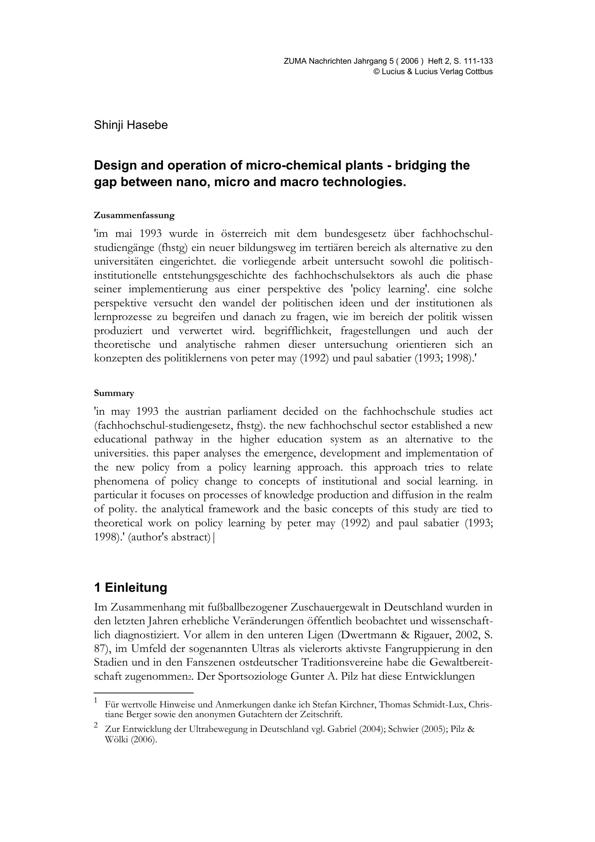 ZUMA Nachrichten Jahrgang 5 ( 2006 ) Heft 2, S. 111-133
© Lucius & Lucius Verlag Cottbus
Shinji Hasebe
Design and operation of micro-chemical plants - bridging the
gap between nano, micro and macro technologies.
Zusammenfassung
'im mai 1993 wurde in österreich mit dem bundesgesetz über fachhochschul-
studiengänge (fhstg) ein neuer bildungsweg im tertiären bereich als alternative zu den
universitäten eingerichtet. die vorliegende arbeit untersucht sowohl die politisch-
institutionelle entstehungsgeschichte des fachhochschulsektors als auch die phase
seiner implementierung aus einer perspektive des 'policy learning'. eine solche
perspektive versucht den wandel der politischen ideen und der institutionen als
lernprozesse zu begreifen und danach zu fragen, wie im bereich der politik wissen
produziert und verwertet wird. begrifflichkeit, fragestellungen und auch der
theoretische und analytische rahmen dieser untersuchung orientieren sich an
konzepten des politiklernens von peter may (1992) und paul sabatier (1993; 1998).'
Summary
'in may 1993 the austrian parliament decided on the fachhochschule studies act
(fachhochschul-studiengesetz, fhstg). the new fachhochschul sector established a new
educational pathway in the higher education system as an alternative to the
universities. this paper analyses the emergence, development and implementation of
the new policy from a policy learning approach. this approach tries to relate
phenomena of policy change to concepts of institutional and social learning. in
particular it focuses on processes of knowledge production and diffusion in the realm
of polity. the analytical framework and the basic concepts of this study are tied to
theoretical work on policy learning by peter may (1992) and paul sabatier (1993;
1998).' (author's abstract)|
1 Einleitung
Im Zusammenhang mit fußballbezogener Zuschauergewalt in Deutschland wurden in
den letzten Jahren erhebliche Veränderungen öffentlich beobachtet und wissenschaft-
lich diagnostiziert. Vor allem in den unteren Ligen (Dwertmann & Rigauer, 2002, S.
87), im Umfeld der sogenannten Ultras als vielerorts aktivste Fangruppierung in den
Stadien und in den Fanszenen ostdeutscher Traditionsvereine habe die Gewaltbereit-
schaft zugenommen2. Der Sportsoziologe Gunter A. Pilz hat diese Entwicklungen
1 Für wertvolle Hinweise und Anmerkungen danke ich Stefan Kirchner, Thomas Schmidt-Lux, Chris-
tiane Berger sowie den anonymen Gutachtern der Zeitschrift.
2 Zur Entwicklung der Ultrabewegung in Deutschland vgl. Gabriel (2004); Schwier (2005); Pilz &
Wölki (2006).